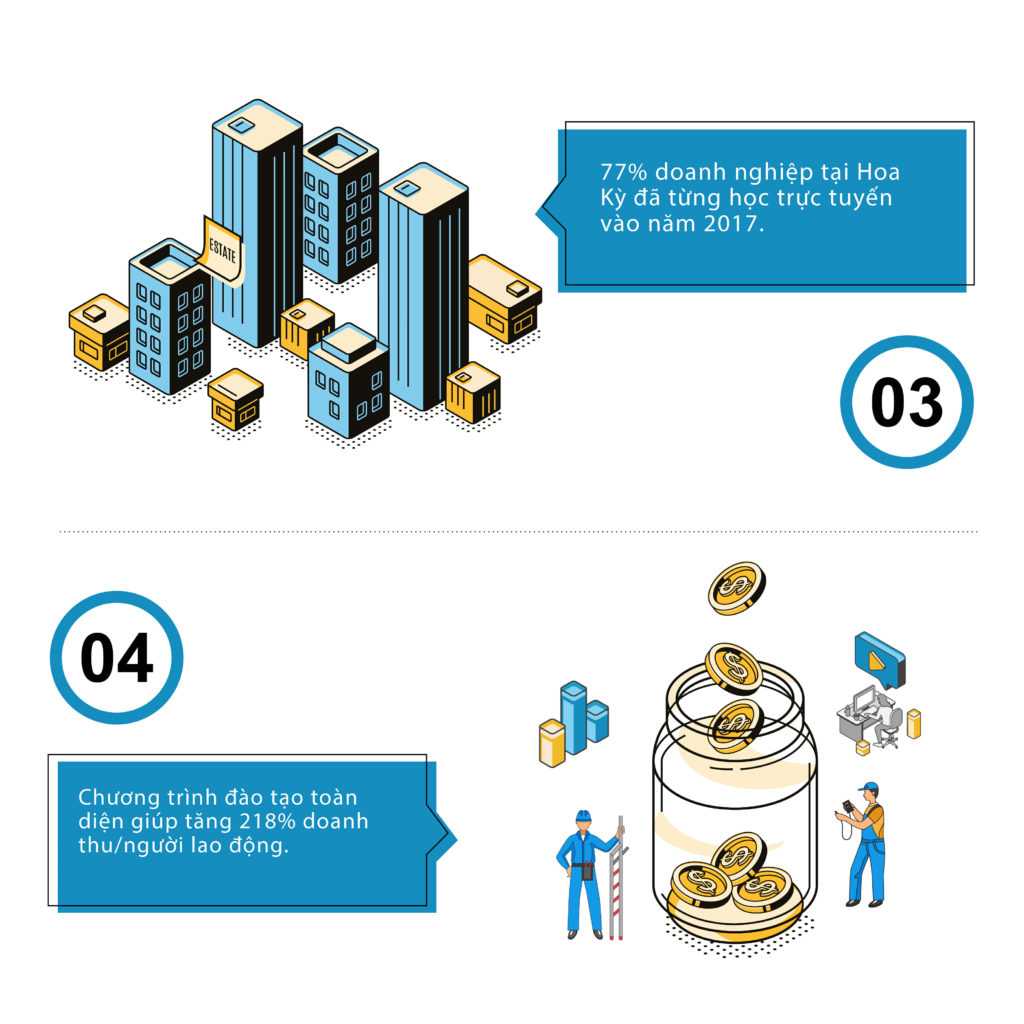 ESTATE
77% doanh nghiệp tại Hoa
Kỳ đã từng học trực tuyến
vào năm 2017.
03
04
Chương trình đào tạo toàn
diện giúp tăng 218% doanh
thu/người lao động.